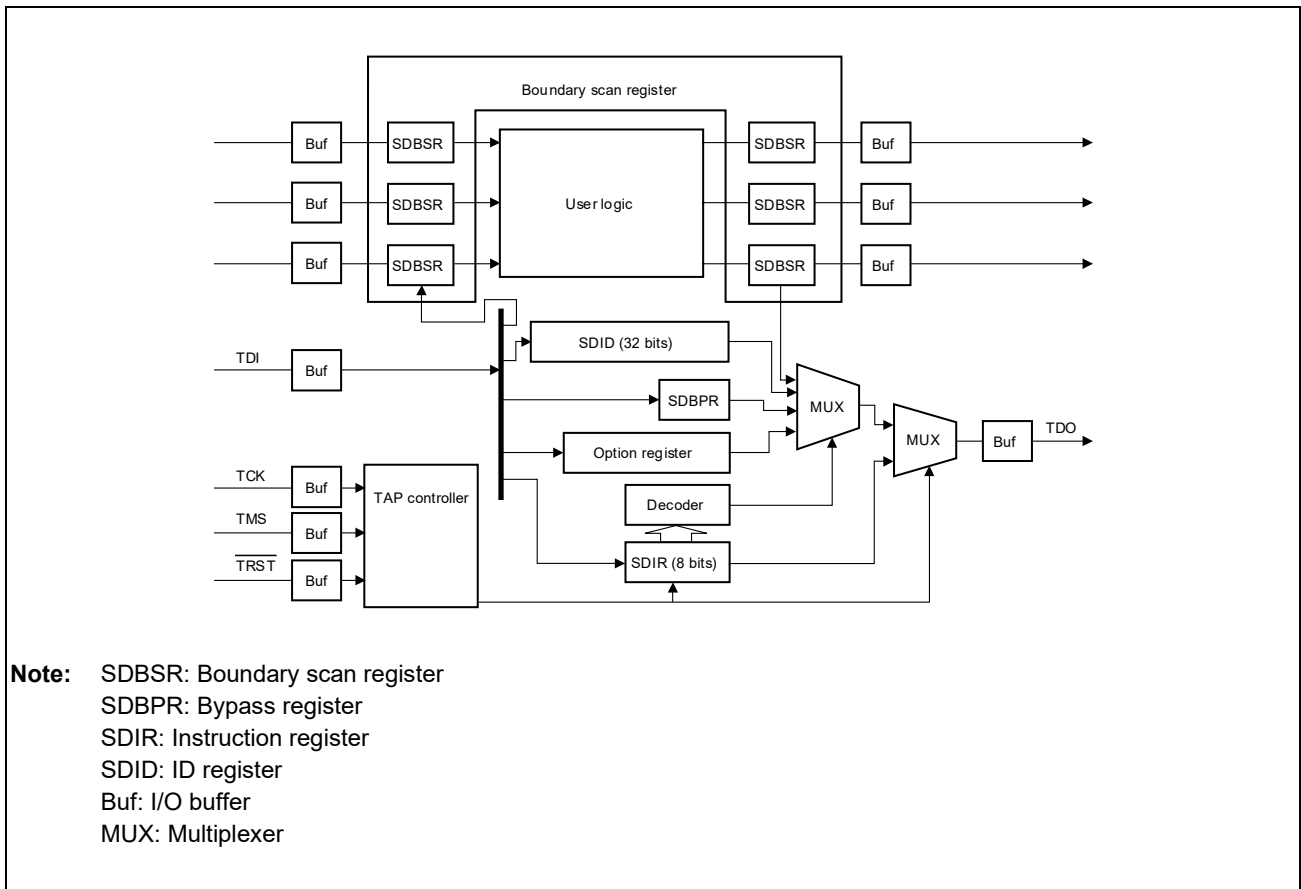 Boundary scan register
Buf SDBSR User logic SDBSR Buf
Buf SDBSR SDBSR Buf
Buf SDBSR SDBSR Buf
TDI Buf SDID (32 bits)
SDBPR MUX
MUX Buf TDO
Option register
TCK Buf TAP controller Decoder
TMS Buf
TRST Buf SDIR (8 bits)
Note: SDBSR: Boundary scan register
SDBPR: Bypass register
SDIR: Instruction register
SDID: ID register
Buf: I/O buffer
MUX: Multiplexer